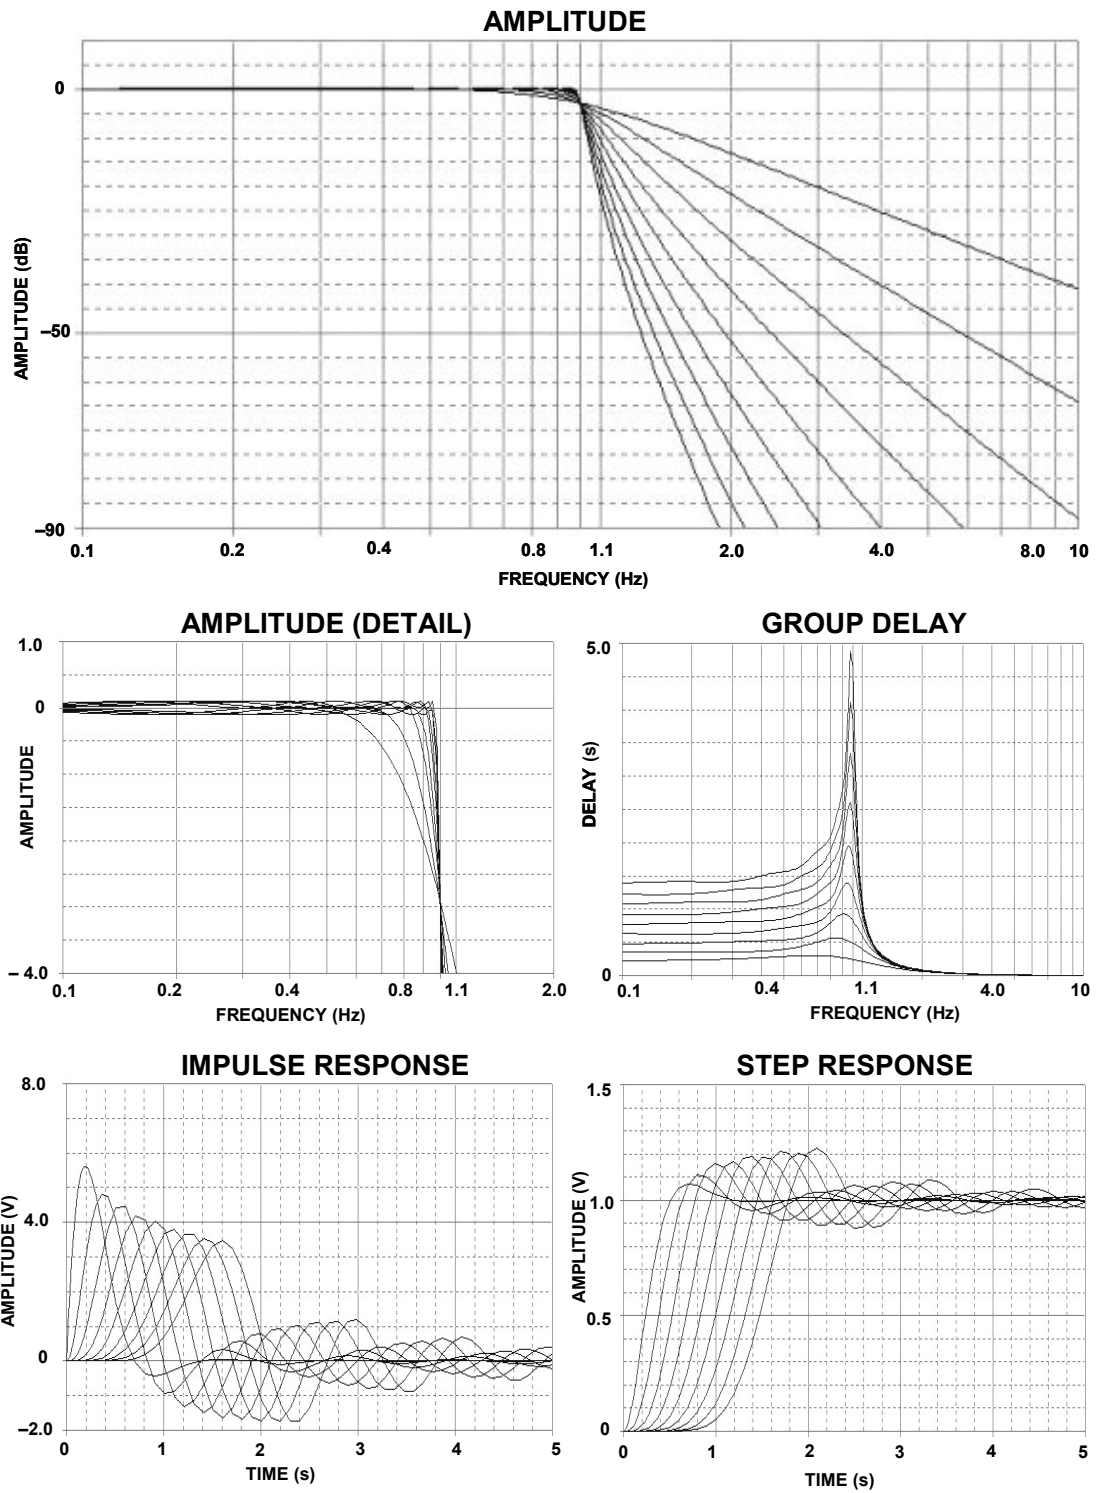 AMPLITUDE
0
–50
–90
AMPLITUDE (dB)
0.1 0.2 0.4 0.8 1.1 2.0 4.0 8.0 10
FREQUENCY (Hz)
AMPLITUDE (DETAIL)
1.0
0
– 4.0
AMPLITUDE
0.1 0.2 0.4 0.8 1.1 2.0
FREQUENCY (Hz)
GROUP DELAY
5.0
0
DELAY (s)
0.1 0.4 1.1 4.0 10
FREQUENCY (Hz)
IMPULSE RESPONSE
8.0
4.0
0
–2.0
AMPLITUDE (V)
0 1 2 3 4 5
TIME (s)
STEP RESPONSE
1.5
1.0
0.5
0
AMPLITUDE (V)
0 1 2 3 4 5
TIME (s)